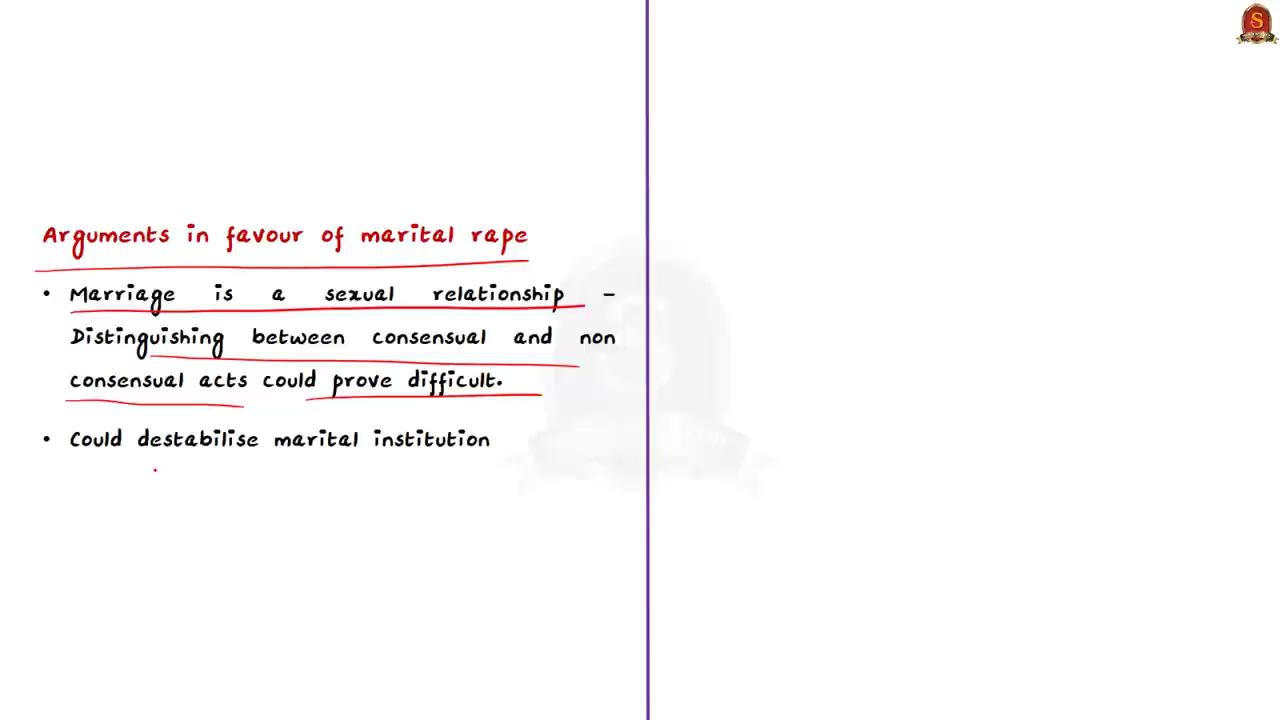 Arguments in favour of marital rape
• Marriage is a sexual relationship –
Distinguishing between consensual and non
consensual acts could prove difficult.
• Could destabilise marital institution
S